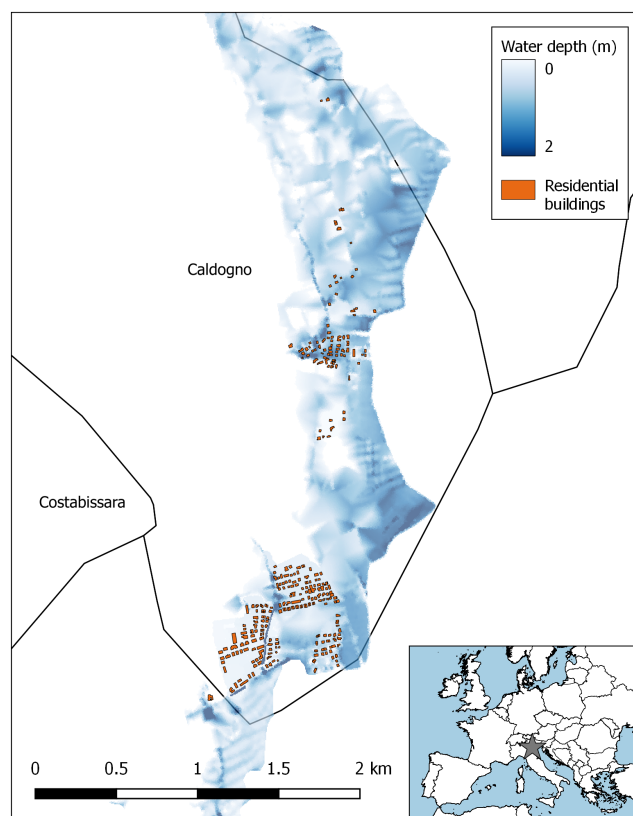 Water depth (m)
0
2
Residential
buildings
Caldogno
Costabissara
0 0.5 1 1.5 2 km